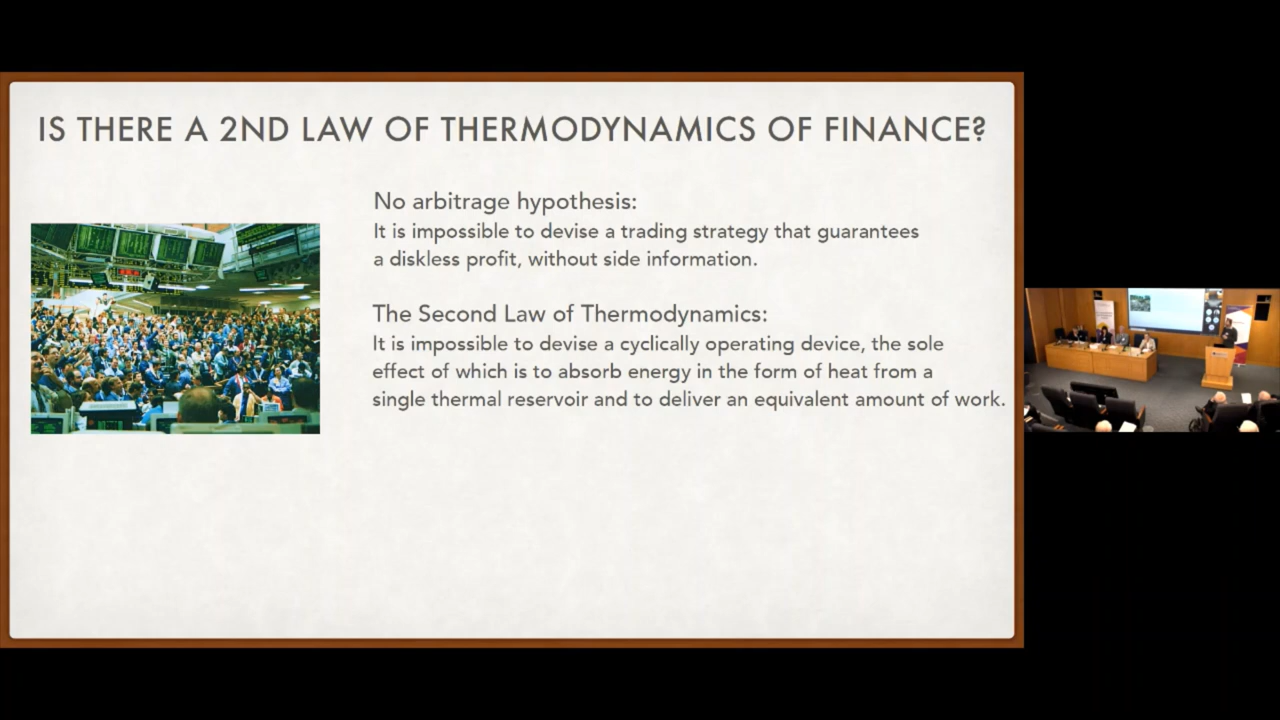 IS THERE A 2ND LAW OF THERMODYNAMICS OF FINANCE?
No arbitrage hypothesis:
It is impossible to devise a trading strategy that guarantees
a diskless profit, without side information.
The Second Law of Thermodynamics:
It is impossible to devise a cyclically operating device, the sole
effect of which is to absorb energy in the form of heat from a
single thermal reservoir and to deliver an equivalent amount of work.